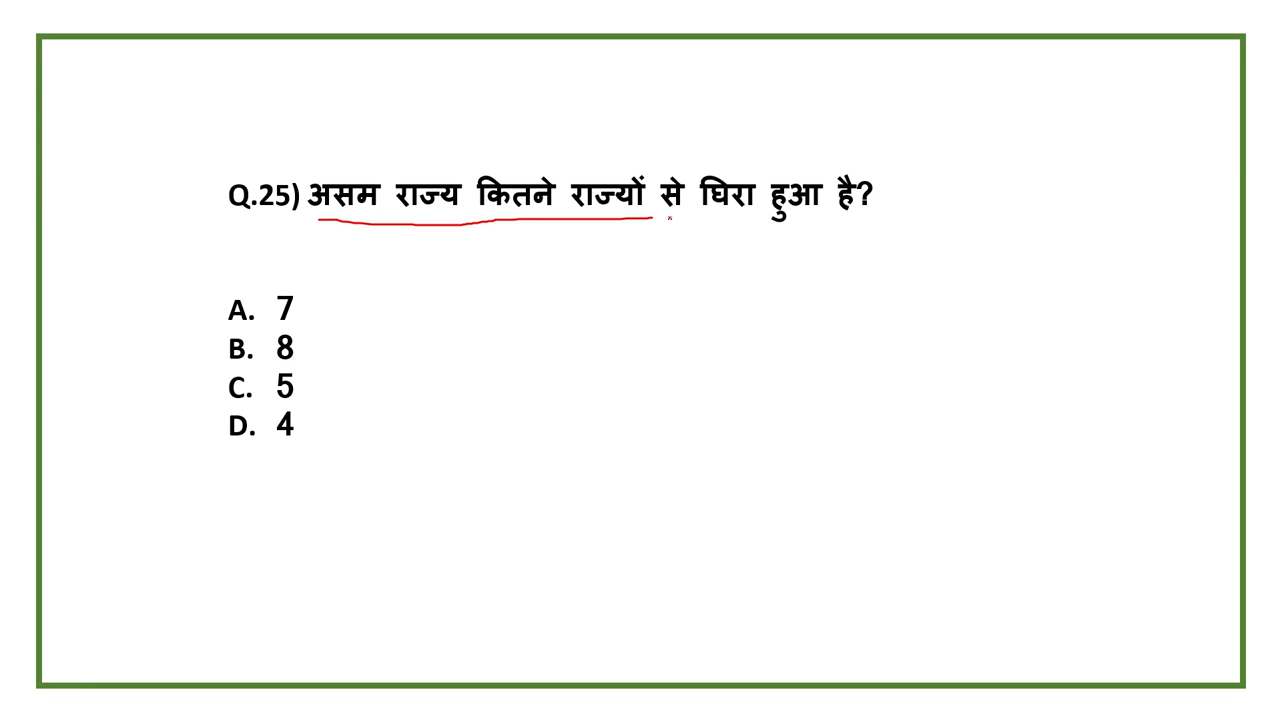 Q.25) असम राज्य कितने राज्यों से घिरा हुआ है?
A. 7
B. 8
C. 5
D. 4